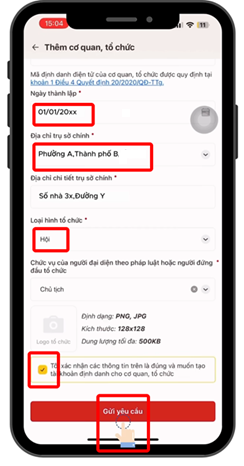 15:04
11
Thêm cơ quan, tổ chức
Mã định danh điện tử của cơ quan, tổ chức được quy định tại
khoản 1 Điều 4 Quyết định 20/2020/QĐ-TTg.
Ngày thành lập *
01/01/20xx
Địa chỉ trụ sở chính *
Phường A,Thành phố B
Địa chỉ chi tiết trụ sở chính *
Số nhà 3x,Đường Y
Loại hình tổ chức *
Hội
Chức vụ của người đại diện theo pháp luật hoặc người đứng
đầu tổ chức
Chủ tịch
Định dạng: PNG, JPG
Kích thước: 128x128
Dung lượng tối đa: 500KB
Logo tổ chức
Tôi xác nhận các thông tin trên là đúng và muốn tạo
tài khoản định danh cho cơ quan, tổ chức
Gửi yêu cầu